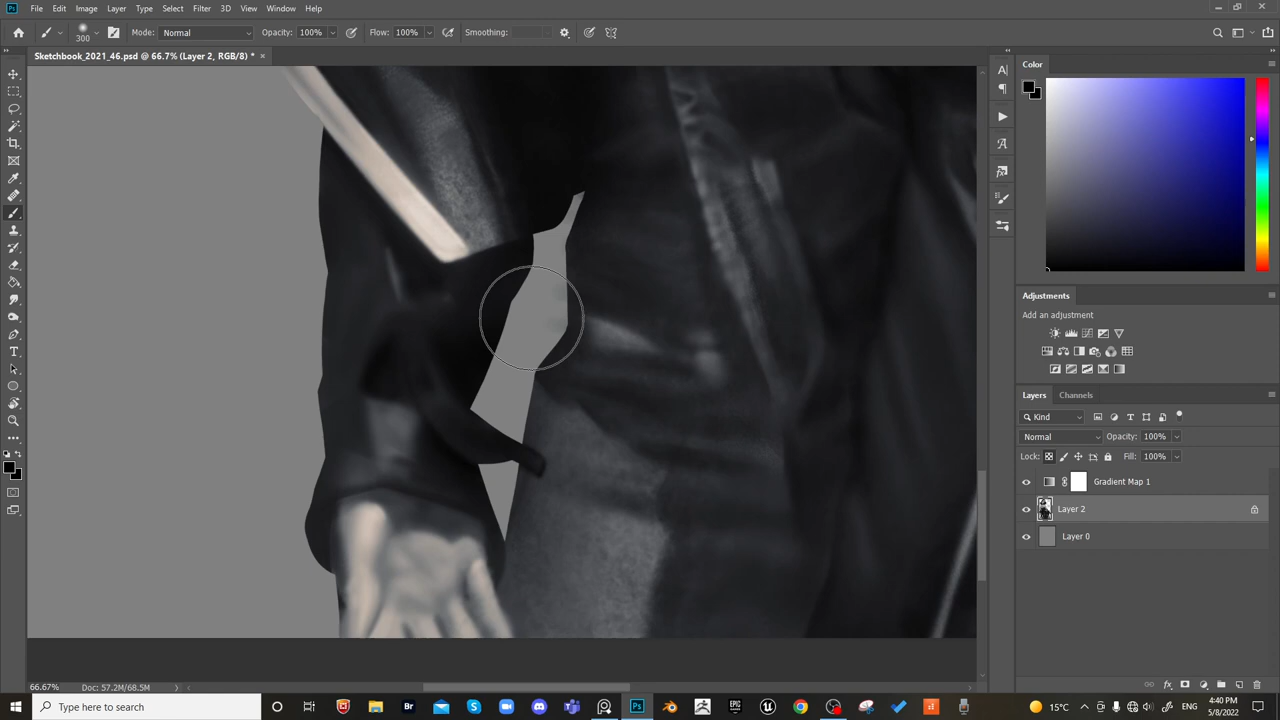 Ps File Edit Image Layer Type Select Filter 3D View Window Help
300 Mode: Normal Opacity: 100% Flow: 100% Smoothing:
Sketchbook_2021_46.psd @ 66.7% (Layer 2, RGB/8) *
Color
Adjustments
Add an adjustment
Layers Channels
Kind
Normal Opacity: 100%
Lock: Fill: 100%
Gradient Map 1
Layer 2
Layer 0
66.67% Doc: 57.2M/68.5M
Type here to search
Br
Ps
15°C
ENG
4:40 PM
5/8/2022